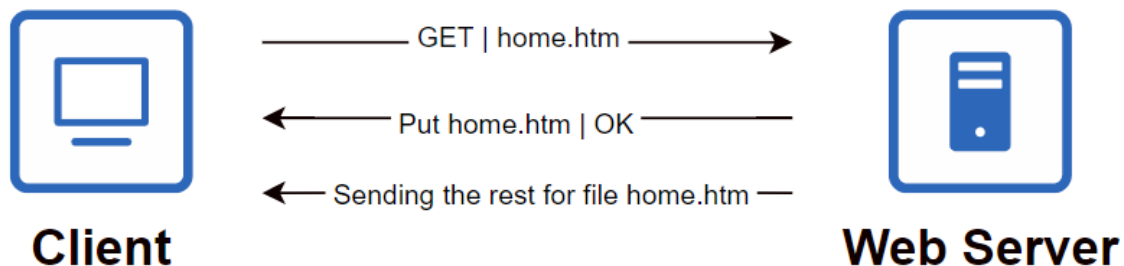 GET | home.htm
Put home.htm | OK
Sending the rest for file home.htm
Client
Web Server